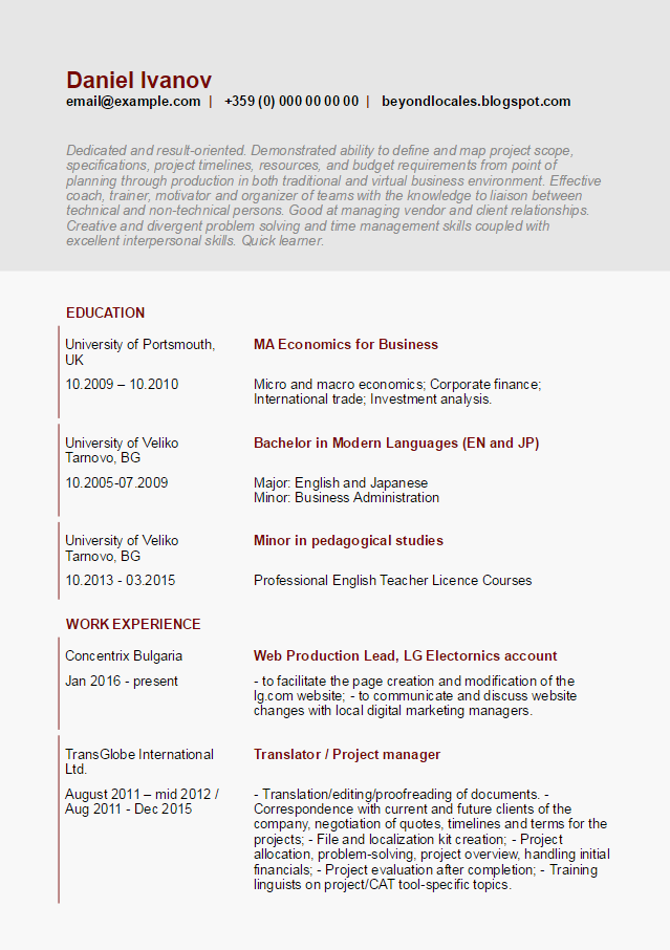 Daniel Ivanov
email@example.com | +359 (0) 000 00 00 00 | beyondlocales.blogspot.com
Dedicated and result-oriented. Demonstrated ability to define and map project scope,
specifications, project timelines, resources, and budget requirements from point of
planning through production in both traditional and virtual business environment. Effective
coach, trainer, motivator and organizer of teams with the knowledge to liaison between
technical and non-technical persons. Good at managing vendor and client relationships.
Creative and divergent problem solving and time management skills coupled with
excellent interpersonal skills. Quick learner.
EDUCATION
University of Portsmouth,
UK
MA Economics for Business
10.2009 – 10.2010
Micro and macro economics; Corporate finance;
International trade; Investment analysis.
University of Veliko
Tarnovo, BG
Bachelor in Modern Languages (EN and JP)
10.2005-07.2009
Major: English and Japanese
Minor: Business Administration
University of Veliko
Tarnovo, BG
Minor in pedagogical studies
10.2013 - 03.2015
Professional English Teacher Licence Courses
WORK EXPERIENCE
Concentrix Bulgaria
Web Production Lead, LG Electornics account
Jan 2016 - present
- to facilitate the page creation and modification of the
lg.com website; - to communicate and discuss website
changes with local digital marketing managers.
TransGlobe International
Ltd.
Translator / Project manager
August 2011 – mid 2012 /
Aug 2011 - Dec 2015
- Translation/editing/proofreading of documents. -
Correspondence with current and future clients of the
company, negotiation of quotes, timelines and terms for the
projects; - File and localization kit creation; - Project
allocation, problem-solving, project overview, handling initial
financials; - Project evaluation after completion; - Training
linguists on project/CAT tool-specific topics.